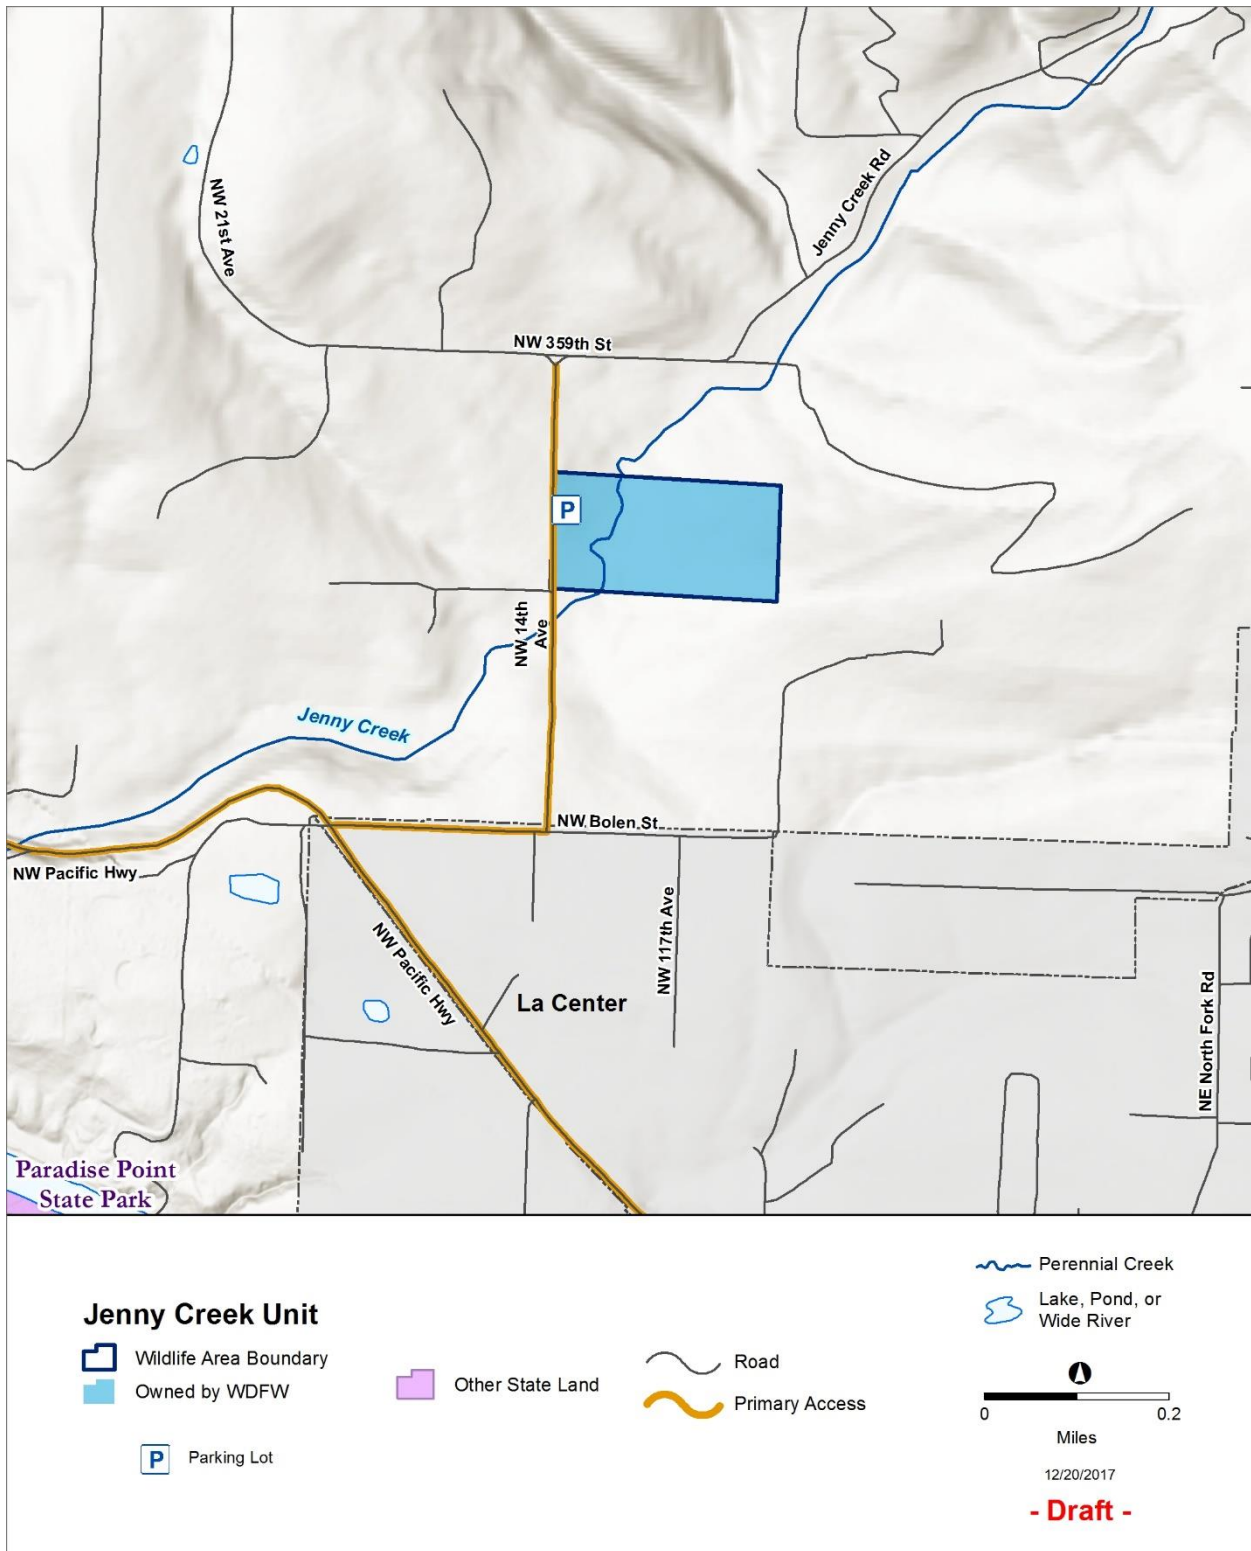 NW 21st Ave
Jenny Creek Rd
NW 359th St
P
NW 14th
Ave
Jenny Creek
NW Bolen St
NW Pacific Hwy
NW 117th Ave
NW Pacific Hwy
La Center
NE North Fork Rd
Paradise Point
State Park
Jenny Creek Unit
Wildlife Area Boundary
Owned by WDFW
P
Parking Lot
Other State Land
Road
Primary Access
Perennial Creek
Lake, Pond, or
Wide River
0
0.2
Miles
12/20/2017
- Draft -